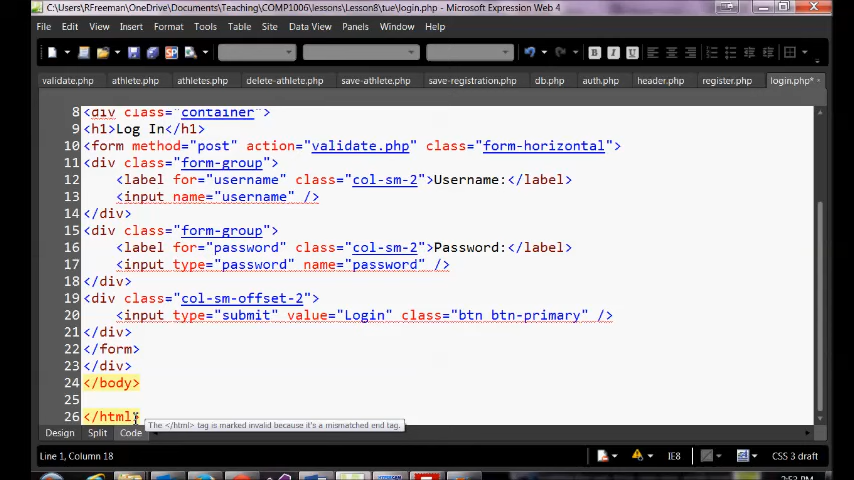 C:\Users\RFreeman\OneDrive\Documents\Teaching\COMP1006\lessons\Lesson8\tue\login.php - Microsoft Expression Web 4
File Edit View Insert Format Site Tools Table Data View Panels Window Help
validate.php athlete.php athletes.php delete-athlete.php save-athlete.php save-registration.php db.php auth.php header.php register.php login.php*
8 <div class="container">
9 <h1>Log In</h1>
10 <form method="post" action="validate.php" class="form-horizontal">
11 <div class="form-group">
12 <label for="username" class="col-sm-2">Username:</label>
13 <input name="username" />
14 </div>
15 <div class="form-group">
16 <label for="password" class="col-sm-2">Password:</label>
17 <input type="password" name="password" />
18 </div>
19 <div class="col-sm-offset-2">
20 <input type="submit" value="Login" class="btn btn-primary" />
21 </div>
22 </form>
23 </div>
24 </body>
25
26 </html>
The </html> tag is marked invalid because it's a mismatched end tag.
Design Split Code
Line 1, Column 18 IE8 CSS 3 draft
2:53 PM